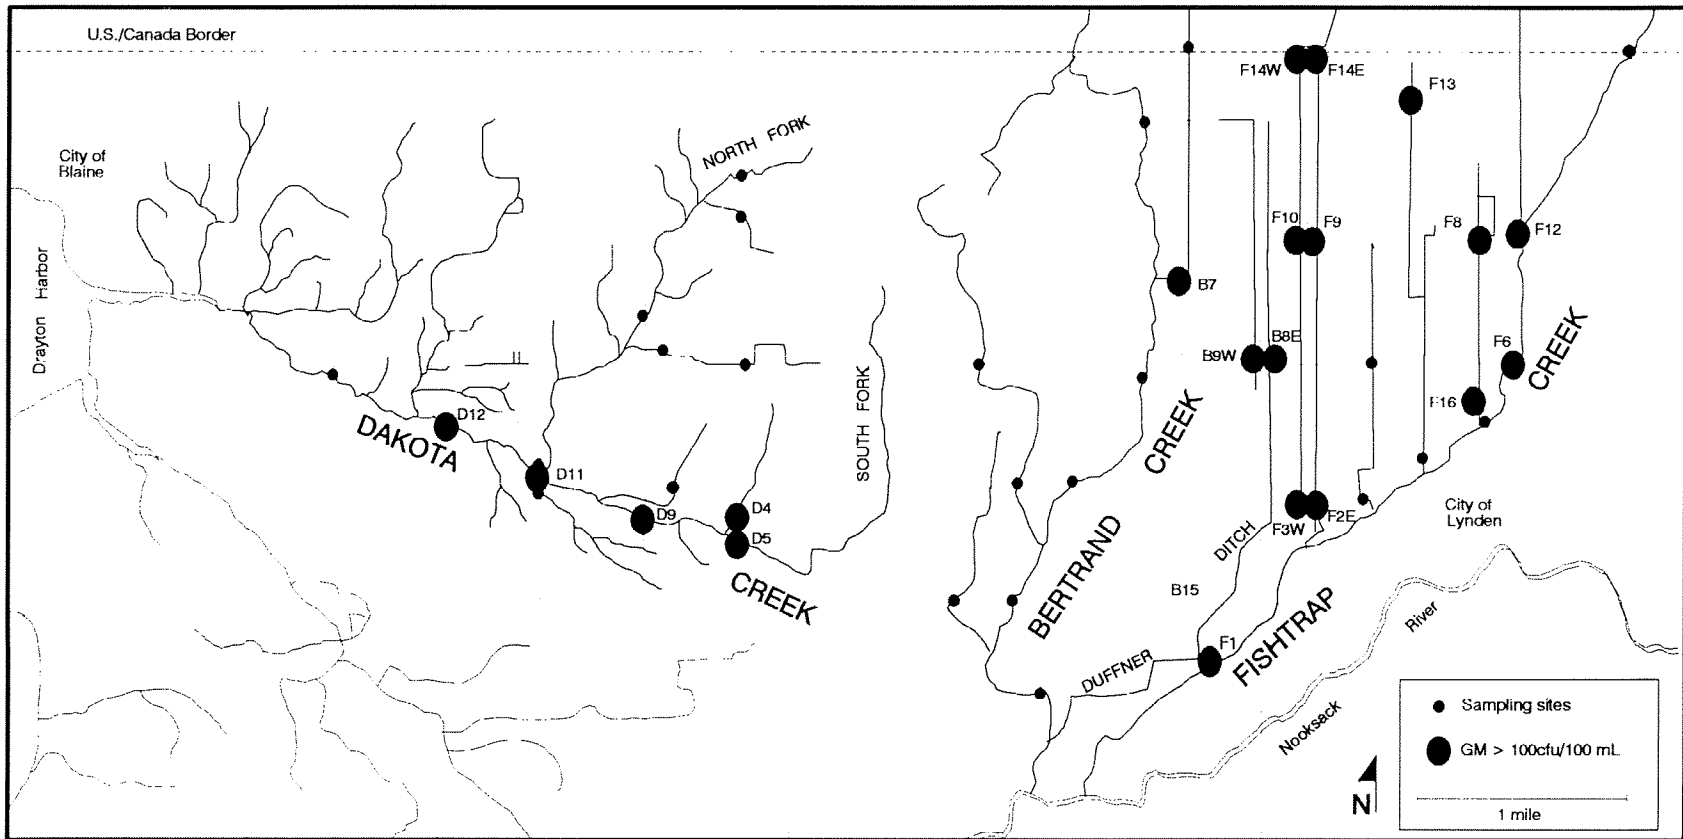 U.S./Canada Border
City of
Blaine
Drayton Harbor
NORTH FORK
SOUTH FORK
DAKOTA
CREEK
D12
D11
D9
D4
D5
BERTRAND
CREEK
B7
B9W
B8E
B15
DUFFNER
DITCH
F14W
F14E
F13
F10
F9
F8
F12
F6
F16
F3W
F2E
F1
FISHTRAP
CREEK
City of
Lynden
Nooksack
River
N
Sampling sites
GM > 100cfu/100 mL
1 mile